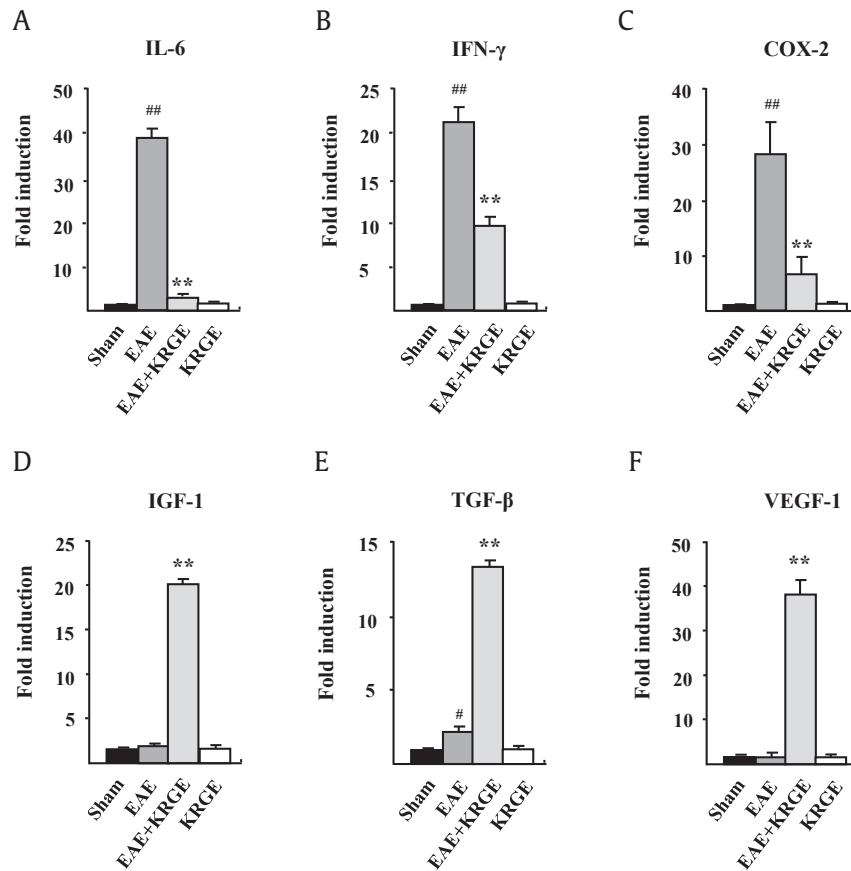 A
IL-6
Fold induction
50
40
30
20
10
##
**
Sham
EAE
EAE+KRGE
KRGE
B
IFN-γ
Fold induction
25
20
15
10
5
##
**
Sham
EAE
EAE+KRGE
KRGE
C
COX-2
Fold induction
40
30
20
10
##
**
Sham
EAE
EAE+KRGE
KRGE
D
IGF-1
Fold induction
25
20
15
10
5
**
Sham
EAE
EAE+KRGE
KRGE
E
TGF-β
Fold induction
15
10
5
#
**
Sham
EAE
EAE+KRGE
KRGE
F
VEGF-1
Fold induction
50
40
30
20
10
**
Sham
EAE
EAE+KRGE
KRGE